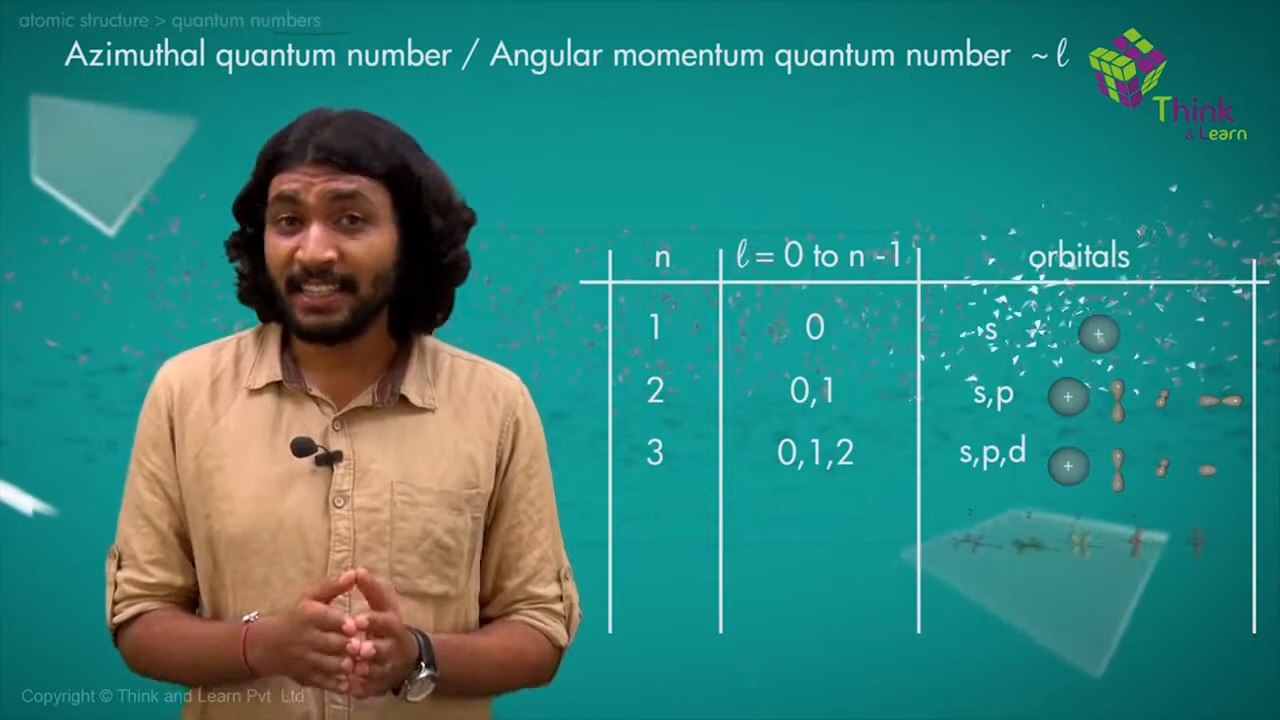 atomic structure > quantum numbers
Azimuthal quantum number / Angular momentum quantum number ~ ℓ
Think
& Learn
n ℓ = 0 to n -1 orbitals
1 0 s +
2 0,1 s,p +
3 0,1,2 s,p,d +
Copyright © Think and Learn Pvt Ltd